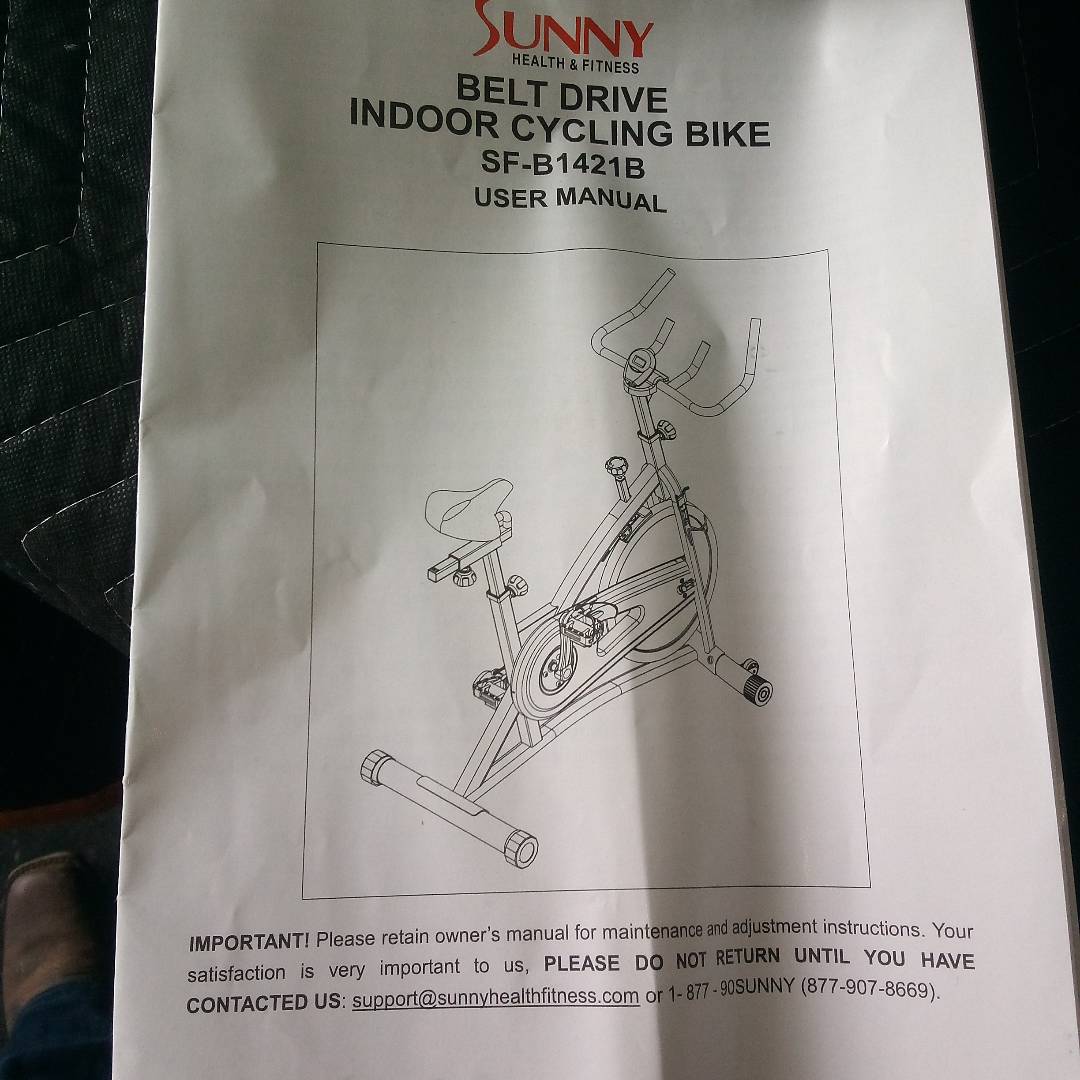 SUNNY
HEALTH & FITNESS
BELT DRIVE
INDOOR CYCLING BIKE
SF-B1421B
USER MANUAL
IMPORTANT! Please retain owner's manual for maintenance and adjustment instructions. Your
satisfaction is very important to us, PLEASE DO NOT RETURN UNTIL YOU HAVE
CONTACTED US: support@sunnyhealthfitness.com or 1- 877 - 90SUNNY (877-907-8669).